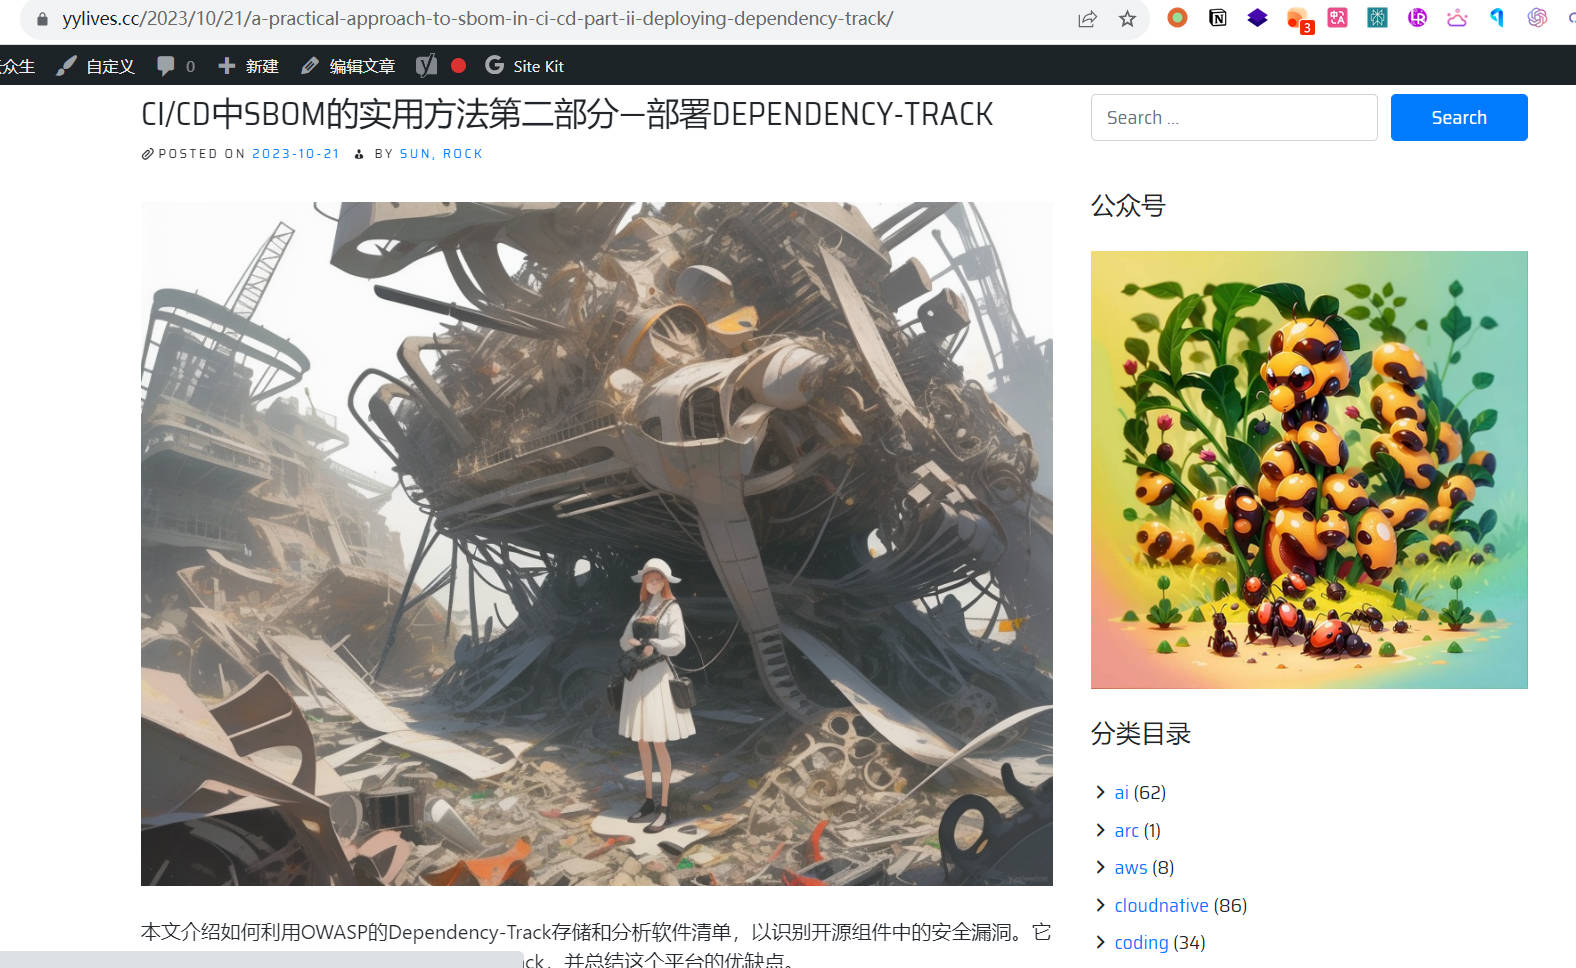 yylives.cc/2023/10/21/a-practical-approach-to-sbom-in-ci-cd-part-ii-deploying-dependency-track/
3
众生 自定义 0 新建 编辑文章 Site Kit
CI/CD中SBOM的实用方法第二部分—部署DEPENDENCY-TRACK
POSTED ON 2023-10-21 BY SUN, ROCK
本文介绍如何利用OWASP的Dependency-Track存储和分析软件清单，以识别开源组件中的安全漏洞。它
ck，并总结这个平台的优缺点。
Search ...
Search
公众号
分类目录
ai (62)
arc (1)
aws (8)
cloudnative (86)
coding (34)